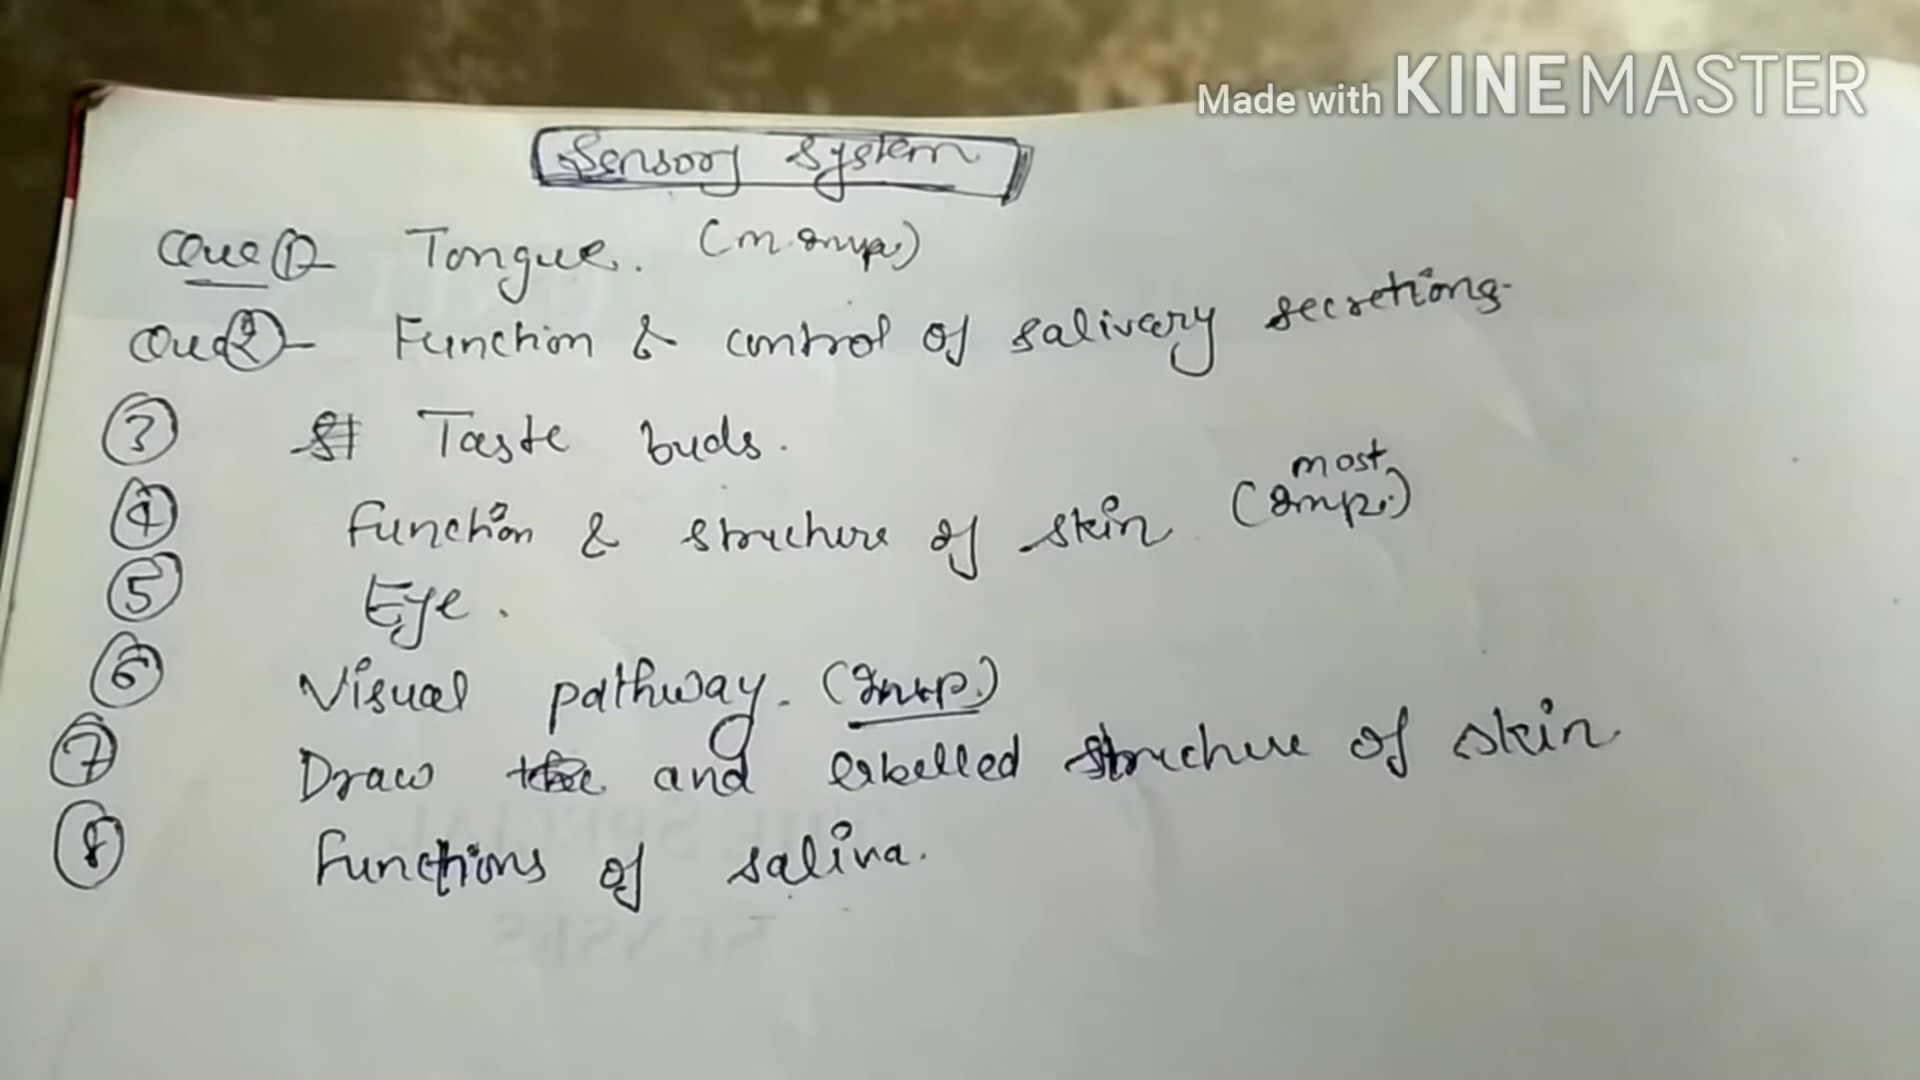 Made with KINEMASTER
Sensory system
Que ①- Tongue. (m. Imp.)
Que ②- Function & control of salivary secretions.
③ Taste buds.
④ Function & structure of skin (most Imp.)
⑤ Eye.
⑥ Visual pathway. (Imp.)
⑦ Draw and labelled structure of skin
⑧ Functions of saliva.